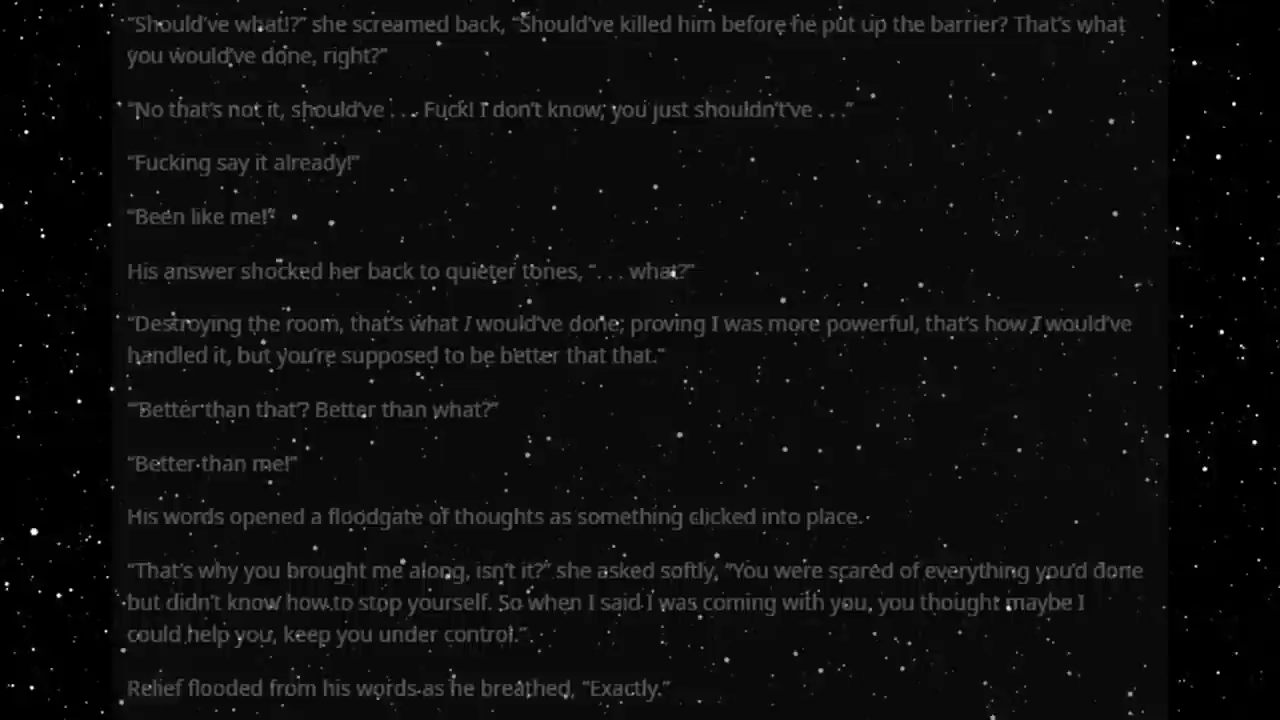 “Should’ve what!?” she screamed back, “Should’ve killed him before he put up the barrier? That’s what
you would’ve done, right?”
“No that’s not it, should’ve . . . Fuck! I don’t know; you just shouldn’t’ve . . .”
“Fucking say it already!”
“Been like me!”
His answer shocked her back to quieter tones, “. . . what?”
“Destroying the room, that’s what I would’ve done; proving I was more powerful, that’s how I would’ve
handled it, but you’re supposed to be better that that.”
“‘Better than that’? Better than what?”
“Better than me!”
His words opened a floodgate of thoughts as something clicked into place.
“That’s why you brought me along, isn’t it?” she asked softly, “You were scared of everything you’d done
but didn’t know how to stop yourself. So when I said I was coming with you, you thought maybe I
could help you, keep you under control.”
Relief flooded from his words as he breathed, “Exactly.”